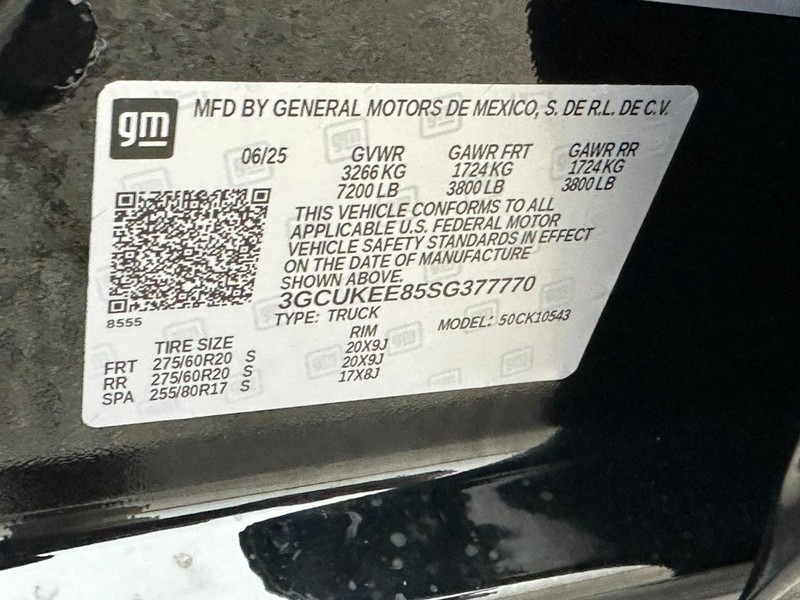 gm MFD BY GENERAL MOTORS DE MEXICO, S. DE R.L. DE C.V.
06/25 GVWR GAWR FRT GAWR RR
3266 KG 1724 KG 1724 KG
7200 LB 3800 LB 3800 LB
THIS VEHICLE CONFORMS TO ALL
APPLICABLE U.S. FEDERAL MOTOR
VEHICLE SAFETY STANDARDS IN EFFECT
ON THE DATE OF MANUFACTURE
SHOWN ABOVE.
3GCUKEE85SG377770
8555
TYPE: TRUCK MODEL: 50CK10543
TIRE SIZE RIM
FRT 275/60R20 S 20X9J
RR 275/60R20 S 20X9J
SPA 255/80R17 S 17X8J